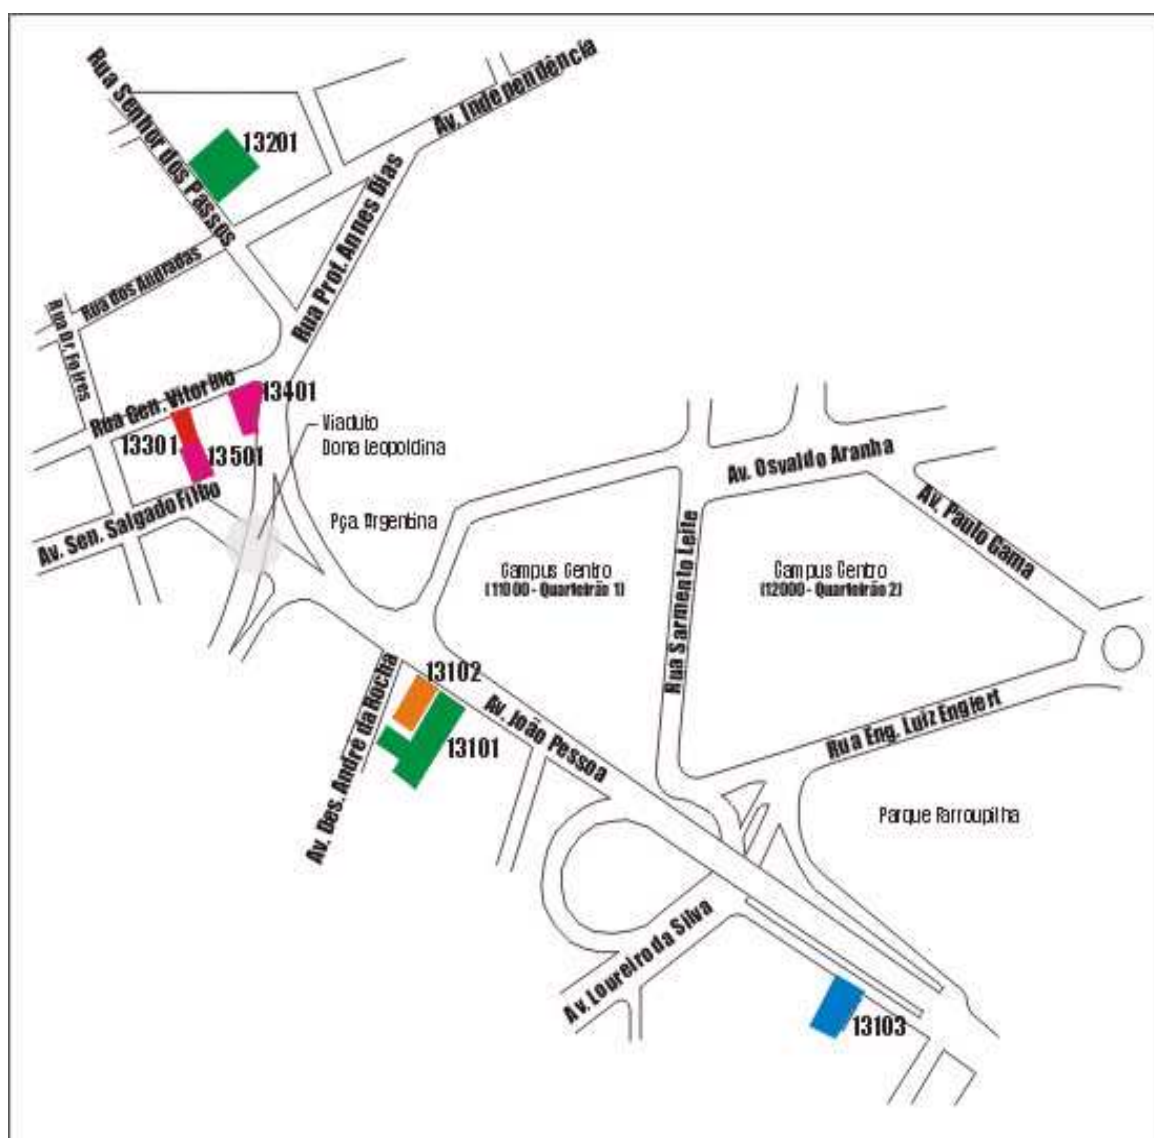 Rua Senhor dos Passos
Av. Independência
13201
Rua Prof. Annes Dias
Rua dos Andradas
Rua Dr. Fores
Rua Gen. Vitorino
13401
13301
13501
Viaduto
Dona Leopoldina
Av. Sen. Salgado Filho
Pça. Argentina
Av. Osvaldo Aranha
Av. Paulo Gama
Campus Centro
(11000 - Quarteirão 1)
Campus Centro
(12000 - Quarteirão 2)
Rua Sarmento Leite
13102
13101
Av. Des. André da Rocha
Av. João Pessoa
Rua Eng. Luiz Englert
Parque Farroupilha
Av. Loureiro da Silva
13103